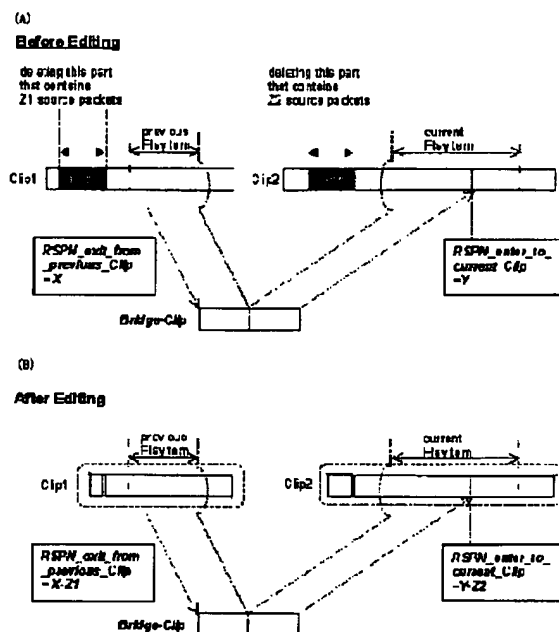 (A)
Before Editing
deleting this part
that contains
Z1 source packets
deleting this part
that contains
Z2 source packets
previous
PlayItem
current
PlayItem
Clip1
Clip2
RSPN_exit_from
_previous_Clip
=X
RSPN_enter_to_
current_Clip
=Y
Bridge-Clip
(B)
After Editing
previous
PlayItem
current
PlayItem
Clip1
Clip2
RSPN_exit_from
_previous_Clip
=X-Z1
RSPN_enter_to_
current_Clip
=Y-Z2
Bridge-Clip